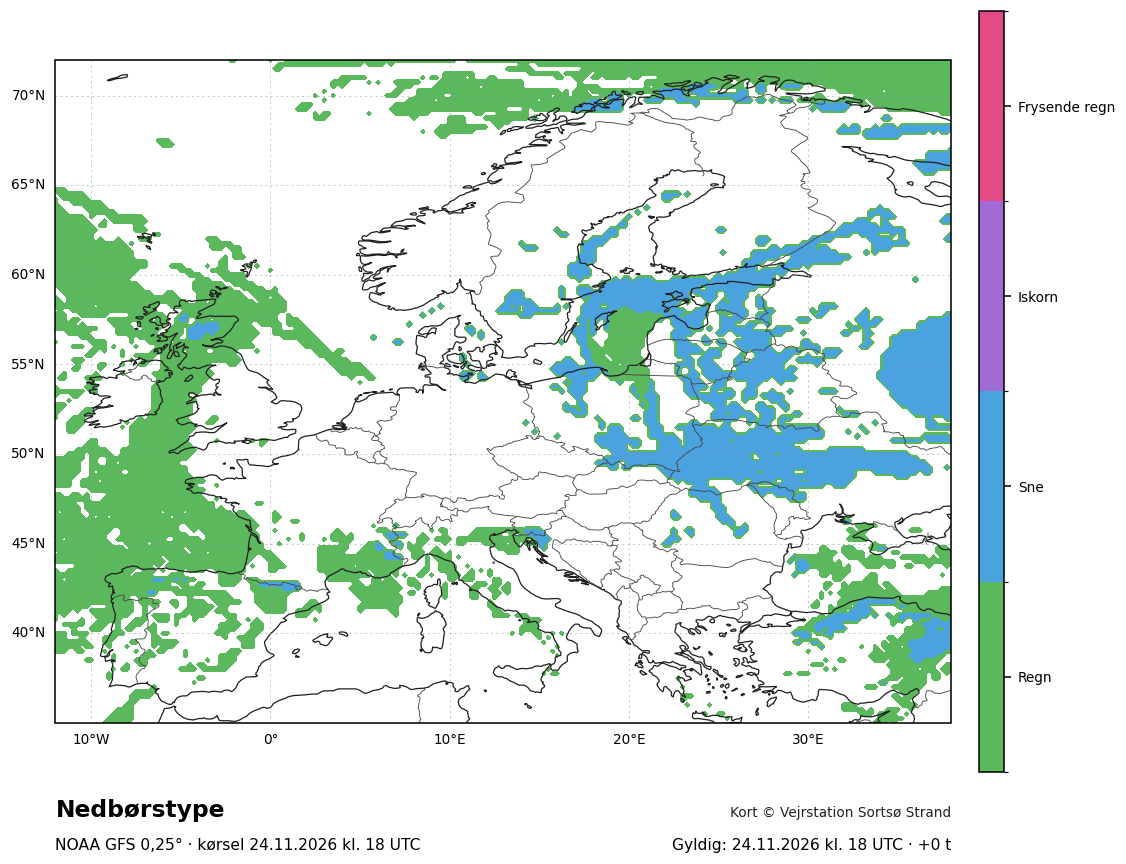 70°N
65°N
60°N
55°N
50°N
45°N
40°N
10°W
0°
10°E
20°E
30°E
Frysende regn
Iskorn
Sne
Regn
Nedbørstype
Kort © Vejrstation Sortsø Strand
NOAA GFS 0,25° · kørsel 24.11.2026 kl. 18 UTC
Gyldig: 24.11.2026 kl. 18 UTC · +0 t